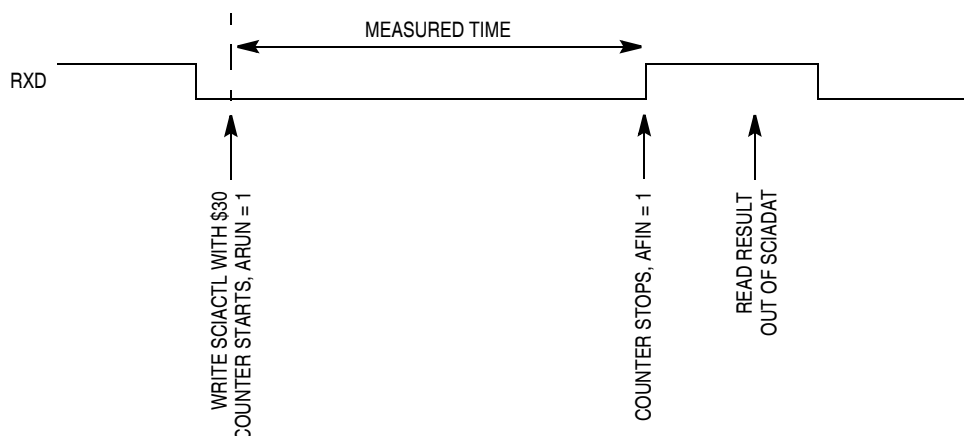 MEASURED TIME
RXD
WRITE SCIACTL WITH $30
COUNTER STARTS, ARUN = 1
COUNTER STOPS, AFIN = 1
READ RESULT
OUT OF SCIADAT